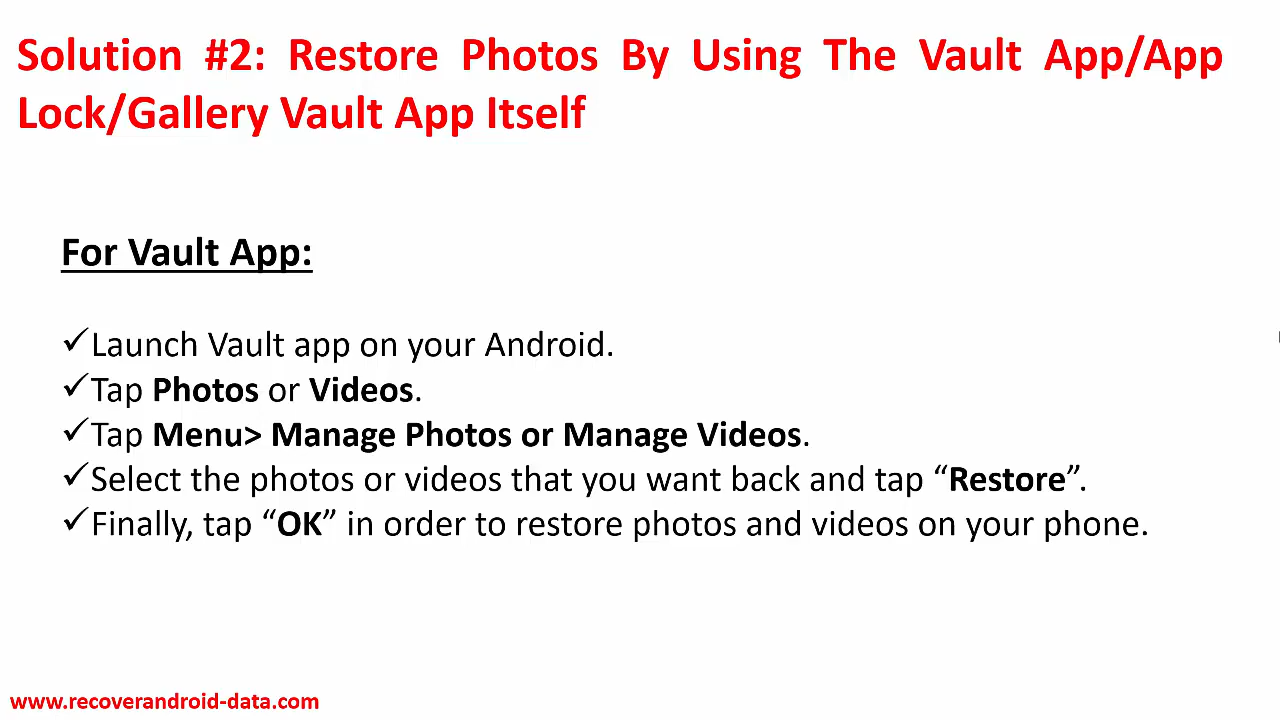 Solution #2: Restore Photos By Using The Vault App/App
Lock/Gallery Vault App Itself
For Vault App:
✓Launch Vault app on your Android.
✓Tap Photos or Videos.
✓Tap Menu> Manage Photos or Manage Videos.
✓Select the photos or videos that you want back and tap “Restore”.
✓Finally, tap “OK” in order to restore photos and videos on your phone.
www.recoverandroid-data.com